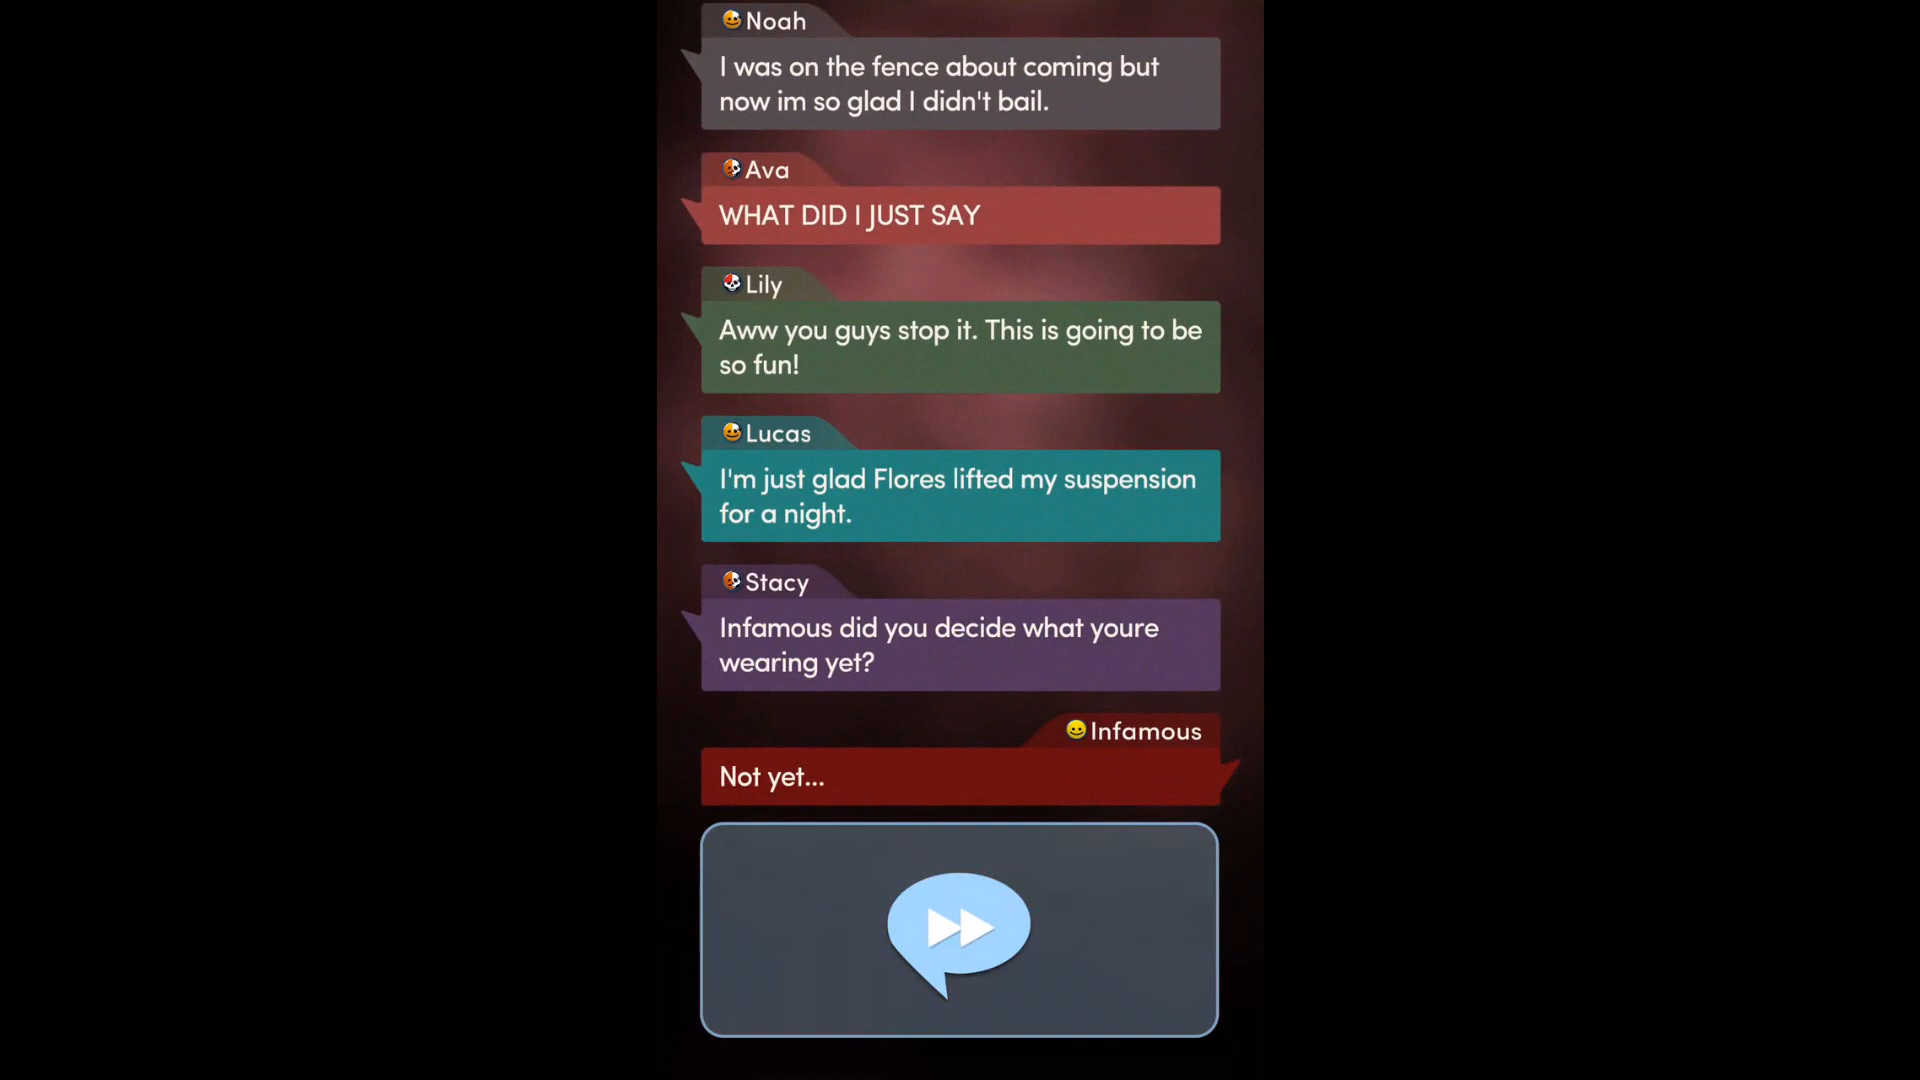 Noah
I was on the fence about coming but
now im so glad I didn't bail.
Ava
WHAT DID I JUST SAY
Lily
Aww you guys stop it. This is going to be
so fun!
Lucas
I'm just glad Flores lifted my suspension
for a night.
Stacy
Infamous did you decide what youre
wearing yet?
Infamous
Not yet...